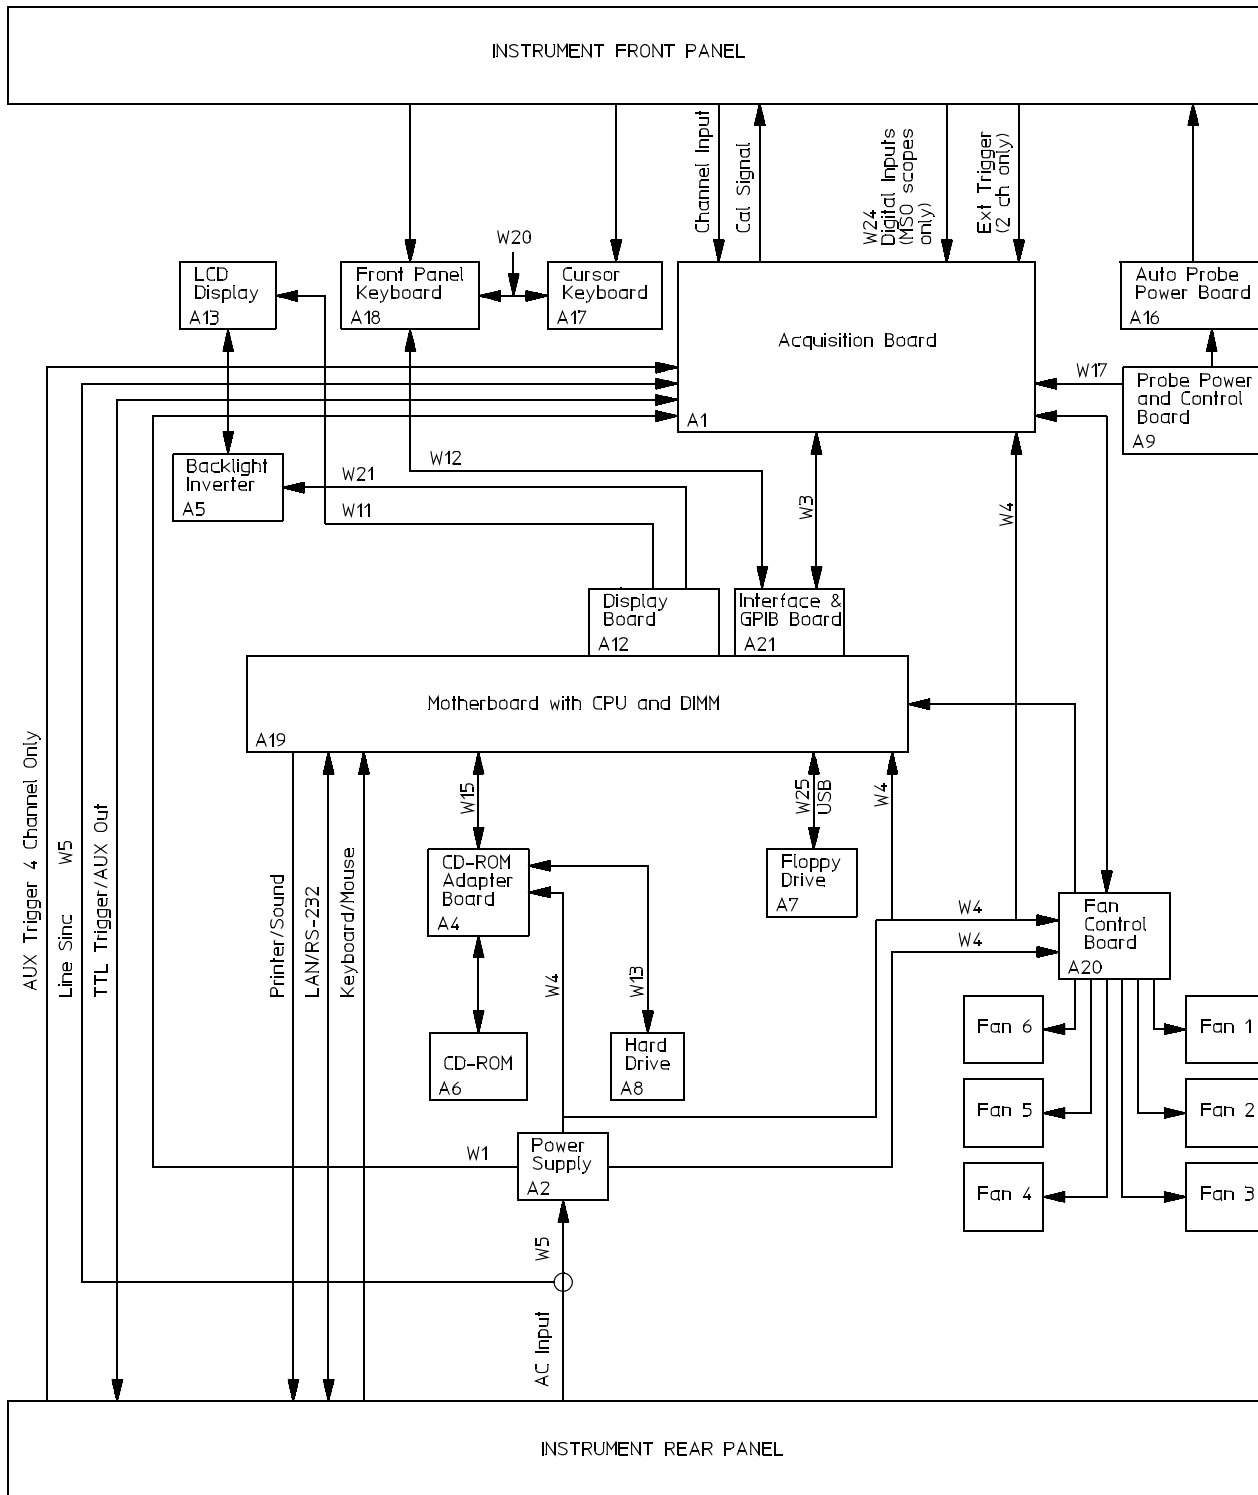 INSTRUMENT FRONT PANEL
Channel Input
Cal Signal
W24
Digital Inputs
(MSO scopes
only)
Ext Trigger
(2 ch only)
W20
LCD
Display
A13
Front Panel
Keyboard
A18
Cursor
Keyboard
A17
Acquisition Board
A1
Auto Probe
Power Board
A16
W17
Probe Power
and Control
Board
A9
Backlight
Inverter
A5
W12
W21
W11
W3
W4
Display
Board
A12
Interface &
GPIB Board
A21
Motherboard with CPU and DIMM
A19
AUX Trigger 4 Channel Only
Line Sinc W5
TTL Trigger/AUX Out
Printer/Sound
LAN/RS-232
Keyboard/Mouse
W15
W25
USB
W4
CD-ROM
Adapter
Board
A4
Floppy
Drive
A7
W4
W4
Fan
Control
Board
A20
W4
W13
CD-ROM
A6
Hard
Drive
A8
Fan 6
Fan 1
Fan 5
Fan 2
Fan 4
Fan 3
W1
Power
Supply
A2
W5
AC Input
INSTRUMENT REAR PANEL